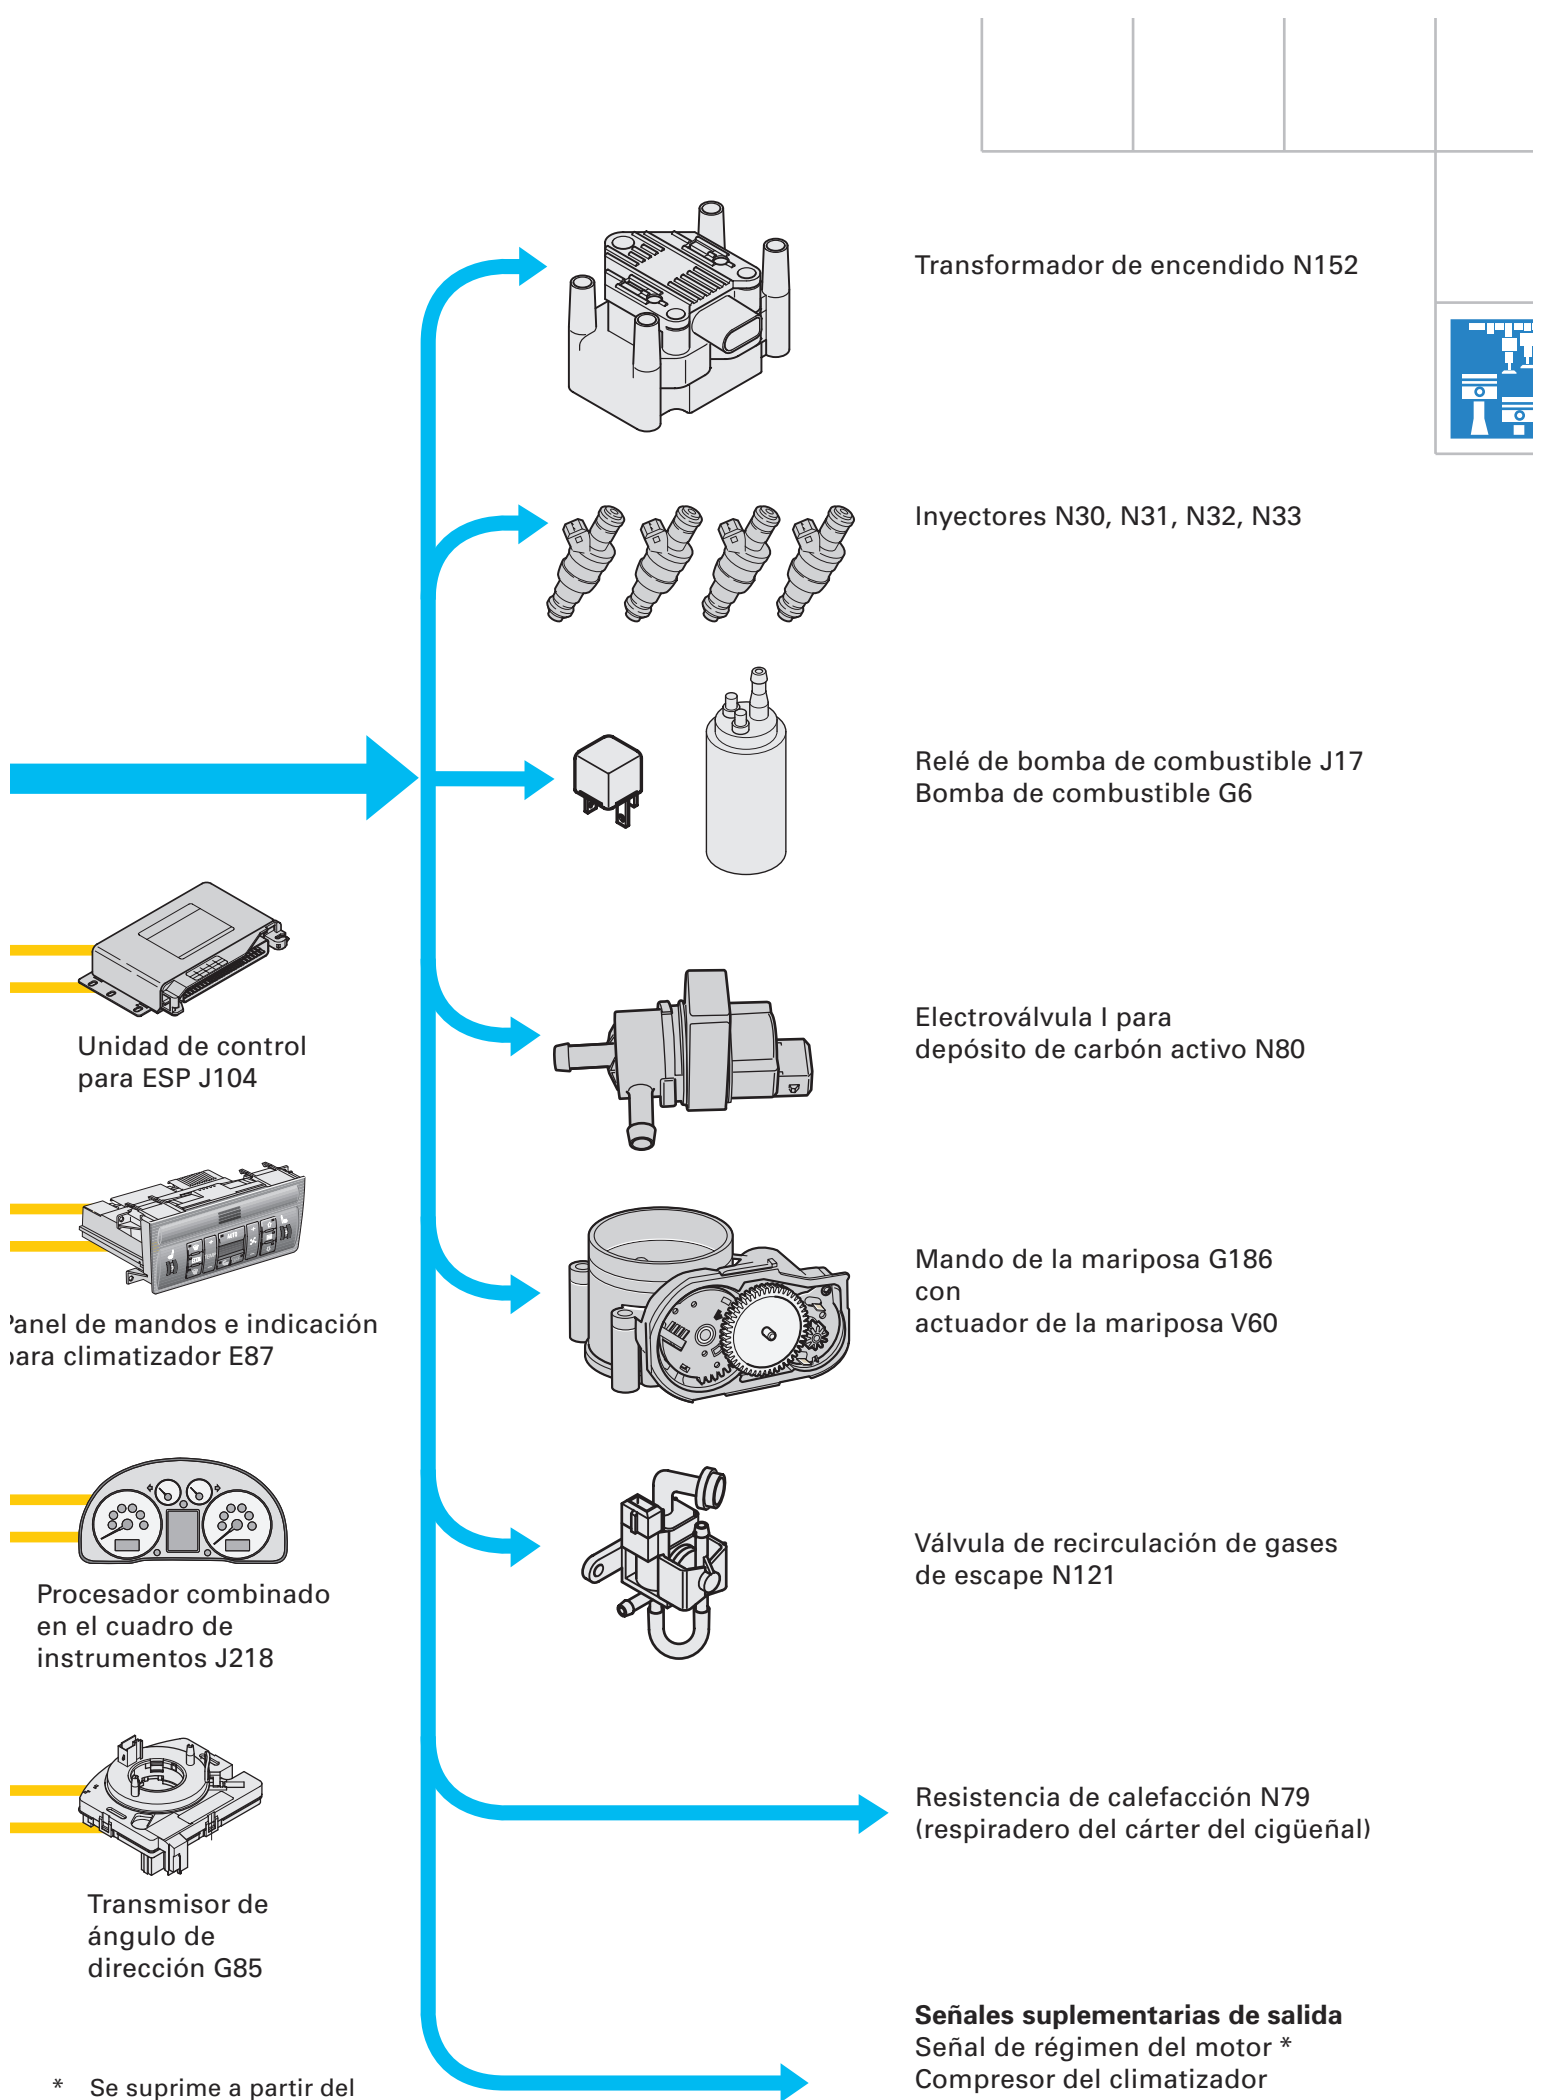 Transformador de encendido N152
Inyectores N30, N31, N32, N33
Relé de bomba de combustible J17
Bomba de combustible G6
Unidad de control
para ESP J104
Electroválvula I para
depósito de carbón activo N80
Panel de mandos e indicación
para climatizador E87
Mando de la mariposa G186
con
actuador de la mariposa V60
Procesador combinado
en el cuadro de
instrumentos J218
Válvula de recirculación de gases
de escape N121
Transmisor de
ángulo de
dirección G85
Resistencia de calefacción N79
(respiradero del cárter del cigüeñal)
Señales suplementarias de salida
Señal de régimen del motor *
Compresor del climatizador
* Se suprime a partir del